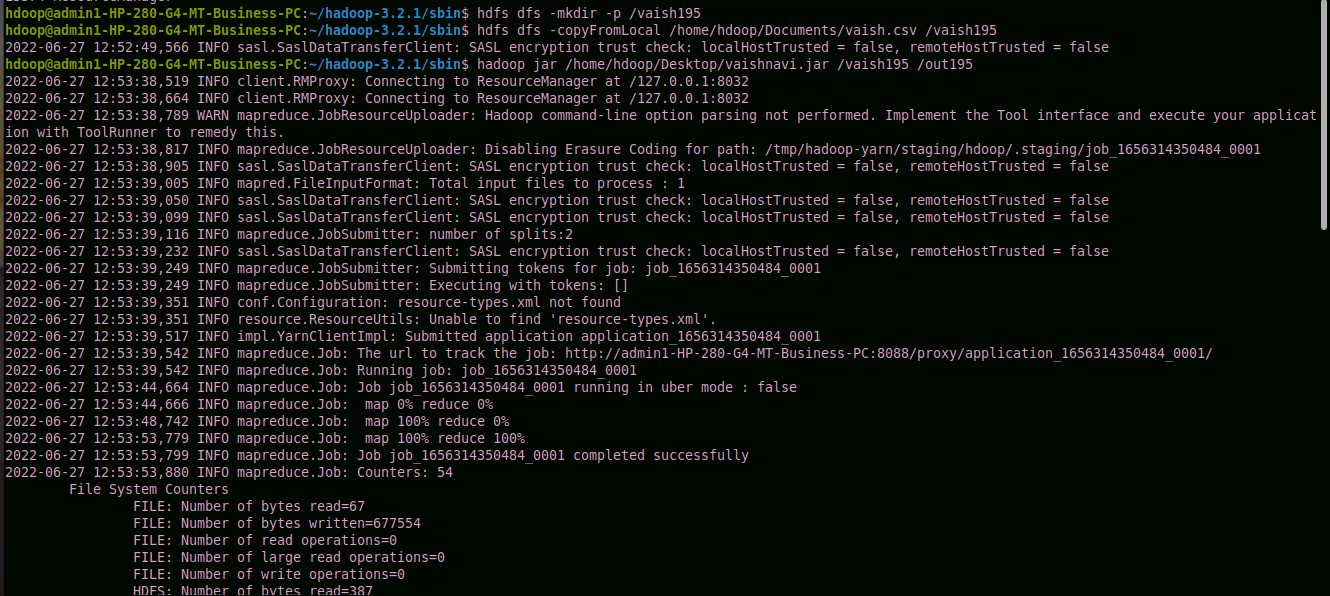 hdoop@admin1-HP-280-G4-MT-Business-PC:~/hadoop-3.2.1/sbin$ hdfs dfs -mkdir -p /vaish195
hdoop@admin1-HP-280-G4-MT-Business-PC:~/hadoop-3.2.1/sbin$ hdfs dfs -copyFromLocal /home/hdoop/Documents/vaish.csv /vaish195
2022-06-27 12:52:49,566 INFO sasl.SaslDataTransferClient: SASL encryption trust check: localHostTrusted = false, remoteHostTrusted = false
hdoop@admin1-HP-280-G4-MT-Business-PC:~/hadoop-3.2.1/sbin$ hadoop jar /home/hdoop/Desktop/vaishnavi.jar /vaish195 /out195
2022-06-27 12:53:38,519 INFO client.RMProxy: Connecting to ResourceManager at /127.0.0.1:8032
2022-06-27 12:53:38,664 INFO client.RMProxy: Connecting to ResourceManager at /127.0.0.1:8032
2022-06-27 12:53:38,789 WARN mapreduce.JobResourceUploader: Hadoop command-line option parsing not performed. Implement the Tool interface and execute your applicat
ion with ToolRunner to remedy this.
2022-06-27 12:53:38,817 INFO mapreduce.JobResourceUploader: Disabling Erasure Coding for path: /tmp/hadoop-yarn/staging/hdoop/.staging/job_1656314350484_0001
2022-06-27 12:53:38,905 INFO sasl.SaslDataTransferClient: SASL encryption trust check: localHostTrusted = false, remoteHostTrusted = false
2022-06-27 12:53:39,005 INFO mapred.FileInputFormat: Total input files to process : 1
2022-06-27 12:53:39,050 INFO sasl.SaslDataTransferClient: SASL encryption trust check: localHostTrusted = false, remoteHostTrusted = false
2022-06-27 12:53:39,099 INFO sasl.SaslDataTransferClient: SASL encryption trust check: localHostTrusted = false, remoteHostTrusted = false
2022-06-27 12:53:39,116 INFO mapreduce.JobSubmitter: number of splits:2
2022-06-27 12:53:39,232 INFO sasl.SaslDataTransferClient: SASL encryption trust check: localHostTrusted = false, remoteHostTrusted = false
2022-06-27 12:53:39,249 INFO mapreduce.JobSubmitter: Submitting tokens for job: job_1656314350484_0001
2022-06-27 12:53:39,249 INFO mapreduce.JobSubmitter: Executing with tokens: []
2022-06-27 12:53:39,351 INFO conf.Configuration: resource-types.xml not found
2022-06-27 12:53:39,351 INFO resource.ResourceUtils: Unable to find 'resource-types.xml'.
2022-06-27 12:53:39,517 INFO impl.YarnClientImpl: Submitted application application_1656314350484_0001
2022-06-27 12:53:39,542 INFO mapreduce.Job: The url to track the job: http://admin1-HP-280-G4-MT-Business-PC:8088/proxy/application_1656314350484_0001/
2022-06-27 12:53:39,542 INFO mapreduce.Job: Running job: job_1656314350484_0001
2022-06-27 12:53:44,664 INFO mapreduce.Job: Job job_1656314350484_0001 running in uber mode : false
2022-06-27 12:53:44,666 INFO mapreduce.Job:  map 0% reduce 0%
2022-06-27 12:53:48,742 INFO mapreduce.Job:  map 100% reduce 0%
2022-06-27 12:53:53,779 INFO mapreduce.Job:  map 100% reduce 100%
2022-06-27 12:53:53,799 INFO mapreduce.Job: Job job_1656314350484_0001 completed successfully
2022-06-27 12:53:53,880 INFO mapreduce.Job: Counters: 54
File System Counters
FILE: Number of bytes read=67
FILE: Number of bytes written=677554
FILE: Number of read operations=0
FILE: Number of large read operations=0
FILE: Number of write operations=0
HDFS: Number of bytes read=387